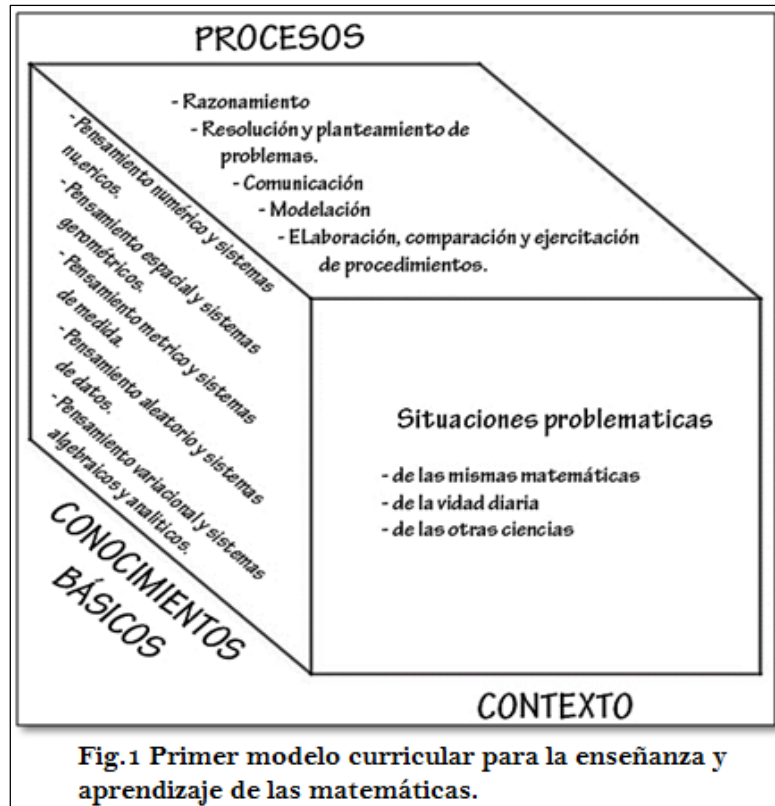 PROCESOS
- Razonamiento
- Resolución y planteamiento de
problemas.
- Comunicación
- Modelación
- ELaboración, comparación y ejercitación
de procedimientos.
- Pensamiento numérico y sistemas
nu,ericos.
- Pensamiento espacial y sistemas
gerométricos.
- Pensamiento metrico y sistemas
de medida.
- Pensamiento aleatorio y sistemas
de datos.
- Pensamiento variacional y sistemas
algebraicos y analiticos.
CONOCIMIENTOS
BÁSICOS
Situaciones problematicas
- de las mismas matemáticas
- de la vidad diaria
- de las otras ciencias
CONTEXTO
Fig.1 Primer modelo curricular para la enseñanza y
aprendizaje de las matemáticas.